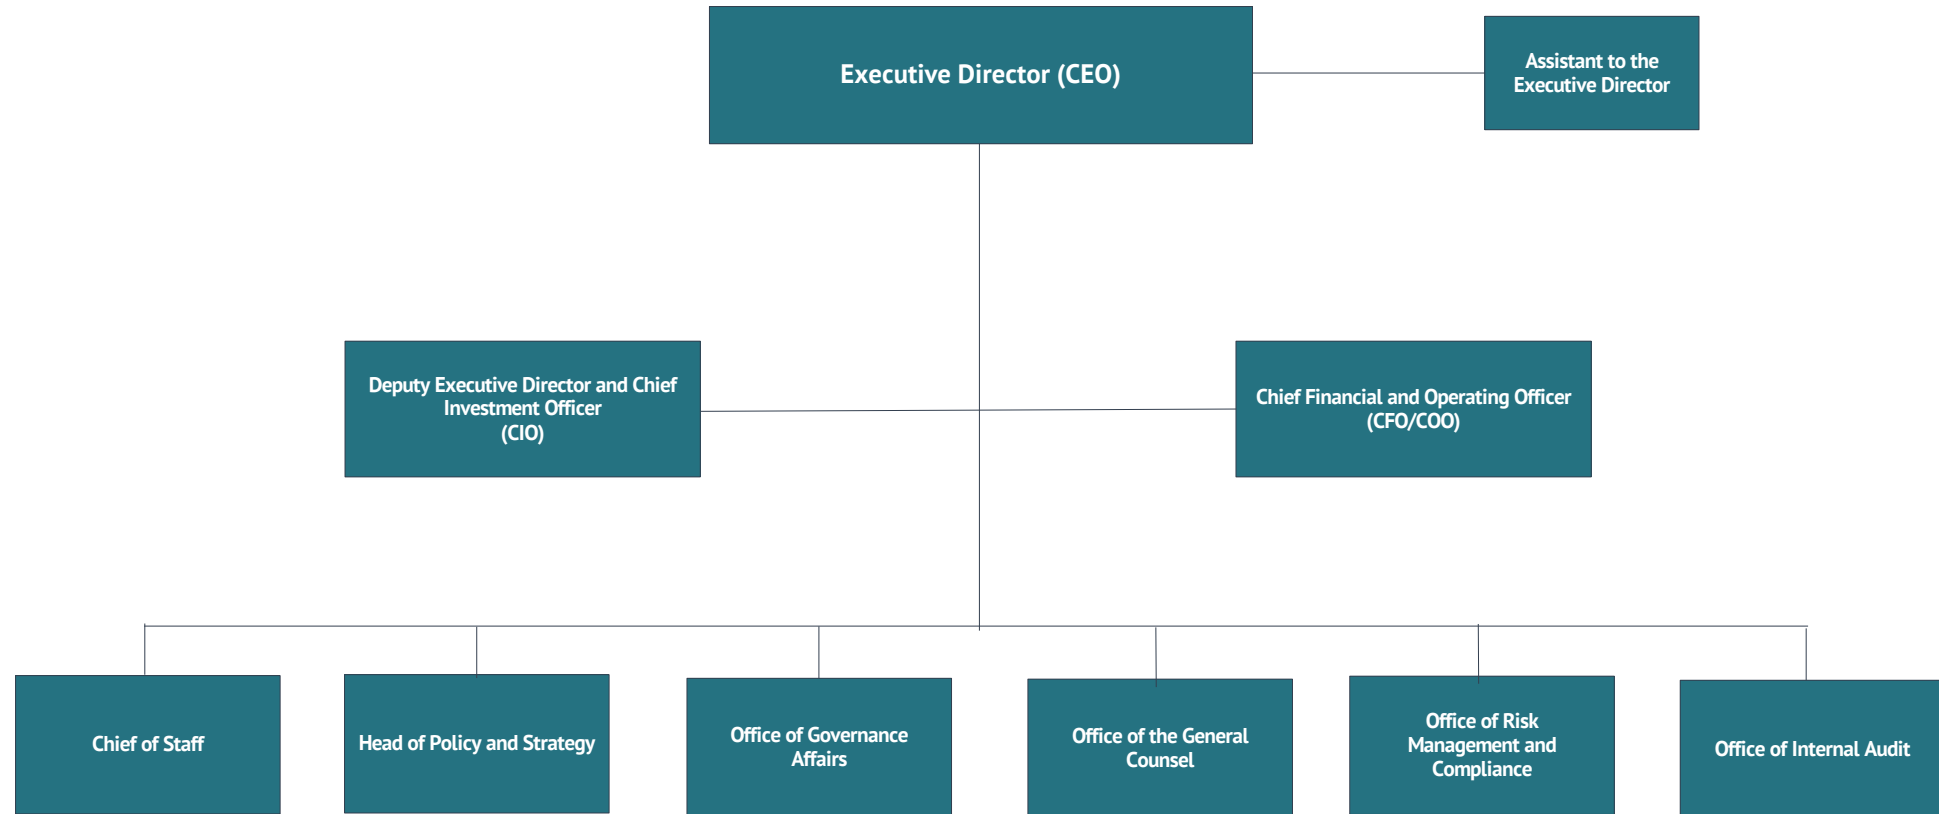 Executive Director (CEO)
Assistant to the
Executive Director
Deputy Executive Director and Chief
Investment Officer
(CIO)
Chief Financial and Operating Officer
(CFO/COO)
Chief of Staff
Head of Policy and Strategy
Office of Governance
Affairs
Office of the General
Counsel
Office of Risk
Management and
Compliance
Office of Internal Audit